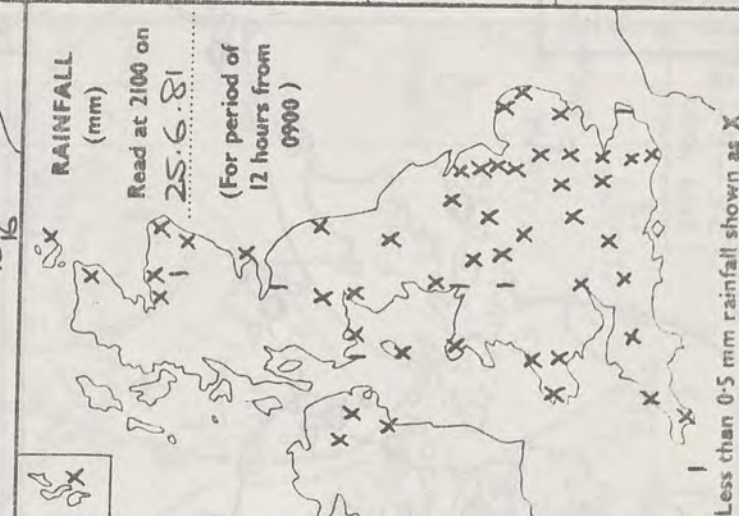 16
RAINFALL
(mm)
Read at 2100 on
25.6.81
(For period of
12 hours from
0900)
Less than 0·5 mm rainfall shown as X